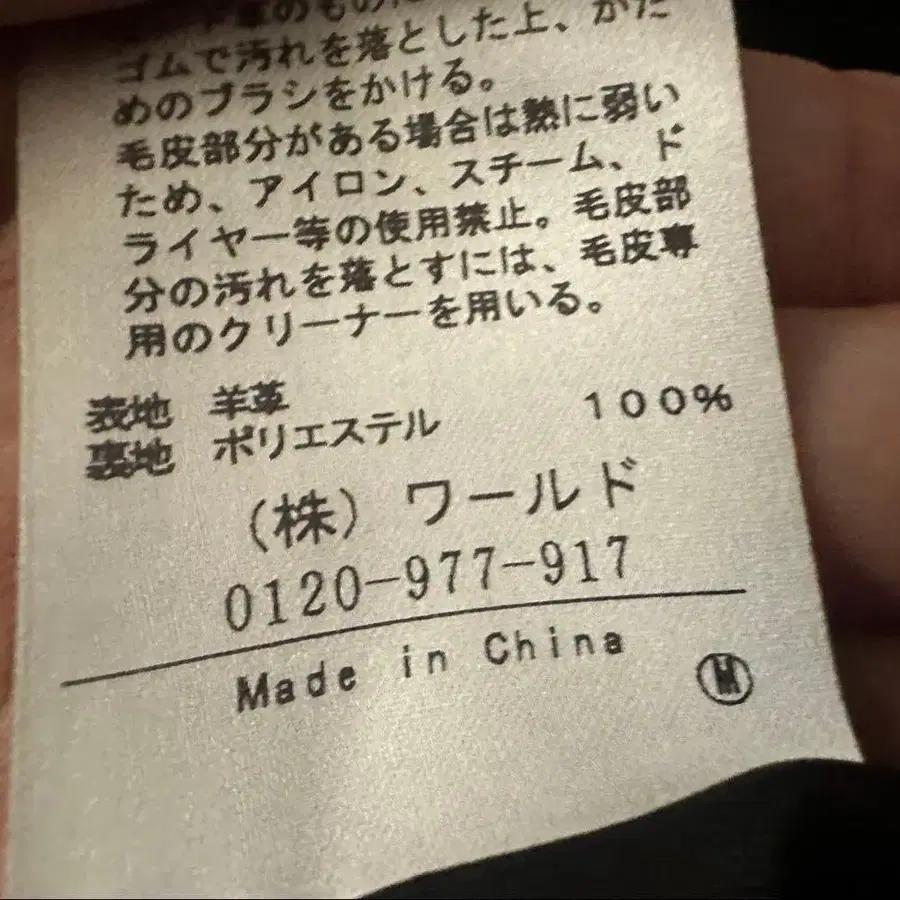 革のものに
ゴムで汚れを落とした上、かた
めのブラシをかける。
毛皮部分がある場合は熱に弱い
ため、アイロン、スチーム、ド
ライヤー等の使用禁止。毛皮部
分の汚れを落とすには、毛皮専
用のクリーナーを用いる。
表地 羊革
裏地 ポリエステル 100%
(株) ワールド
0120-977-917
Made in China
M